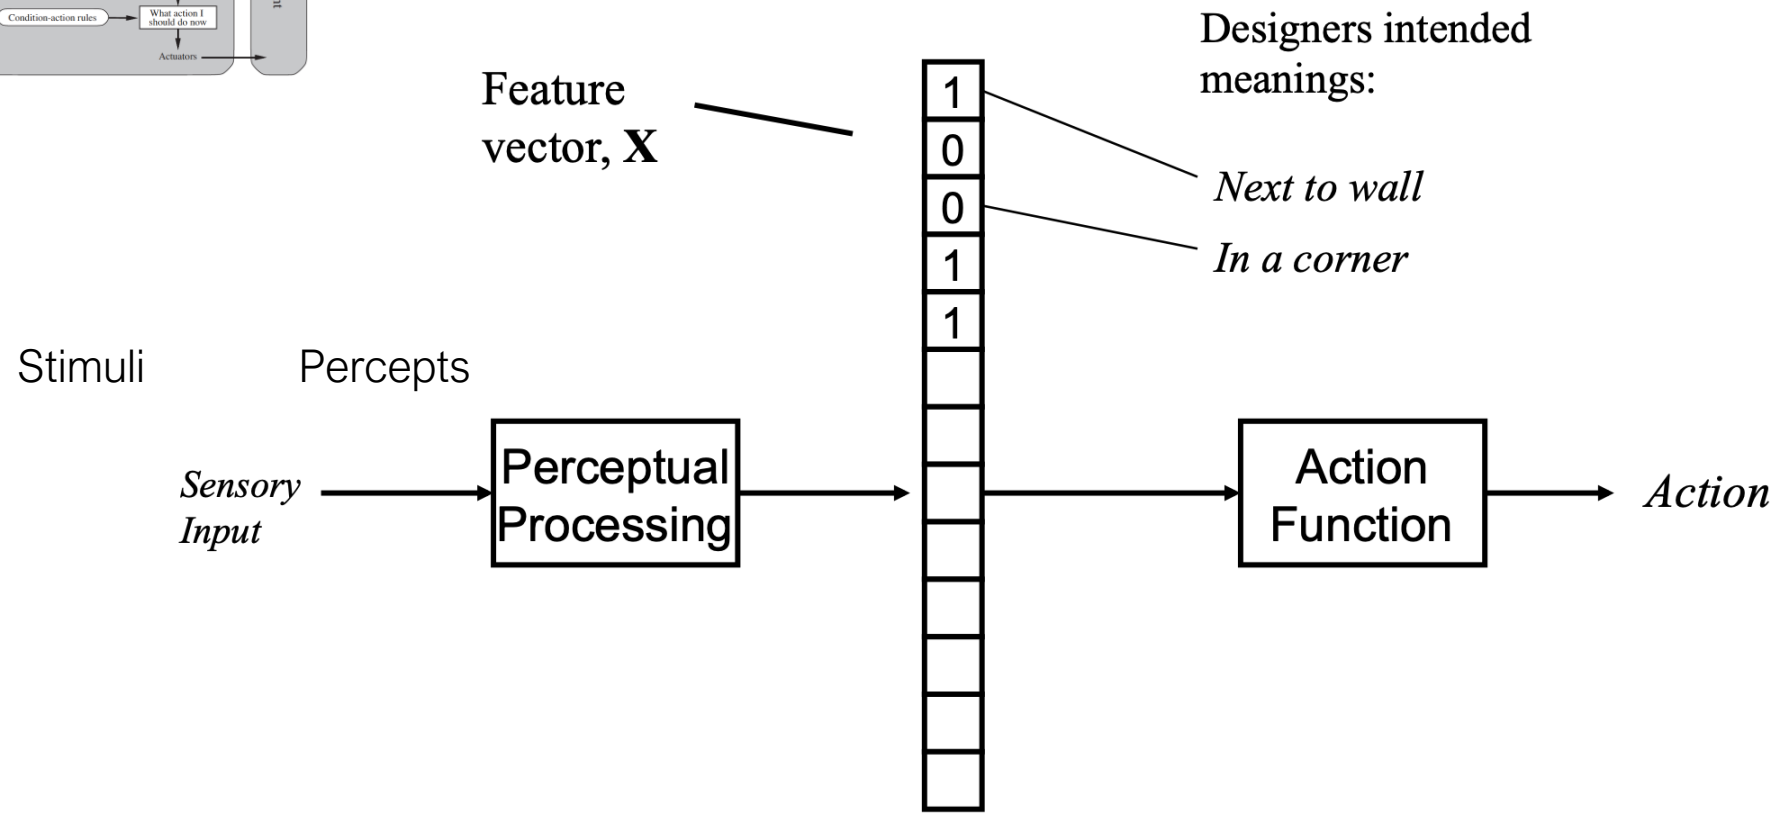 Condition-action rules
What action I
should do now
Actuators
nt
Feature
vector, X
Designers intended
meanings:
1
0
0
1
1
Next to wall
In a corner
Stimuli
Percepts
Sensory
Input
Perceptual
Processing
Action
Function
Action